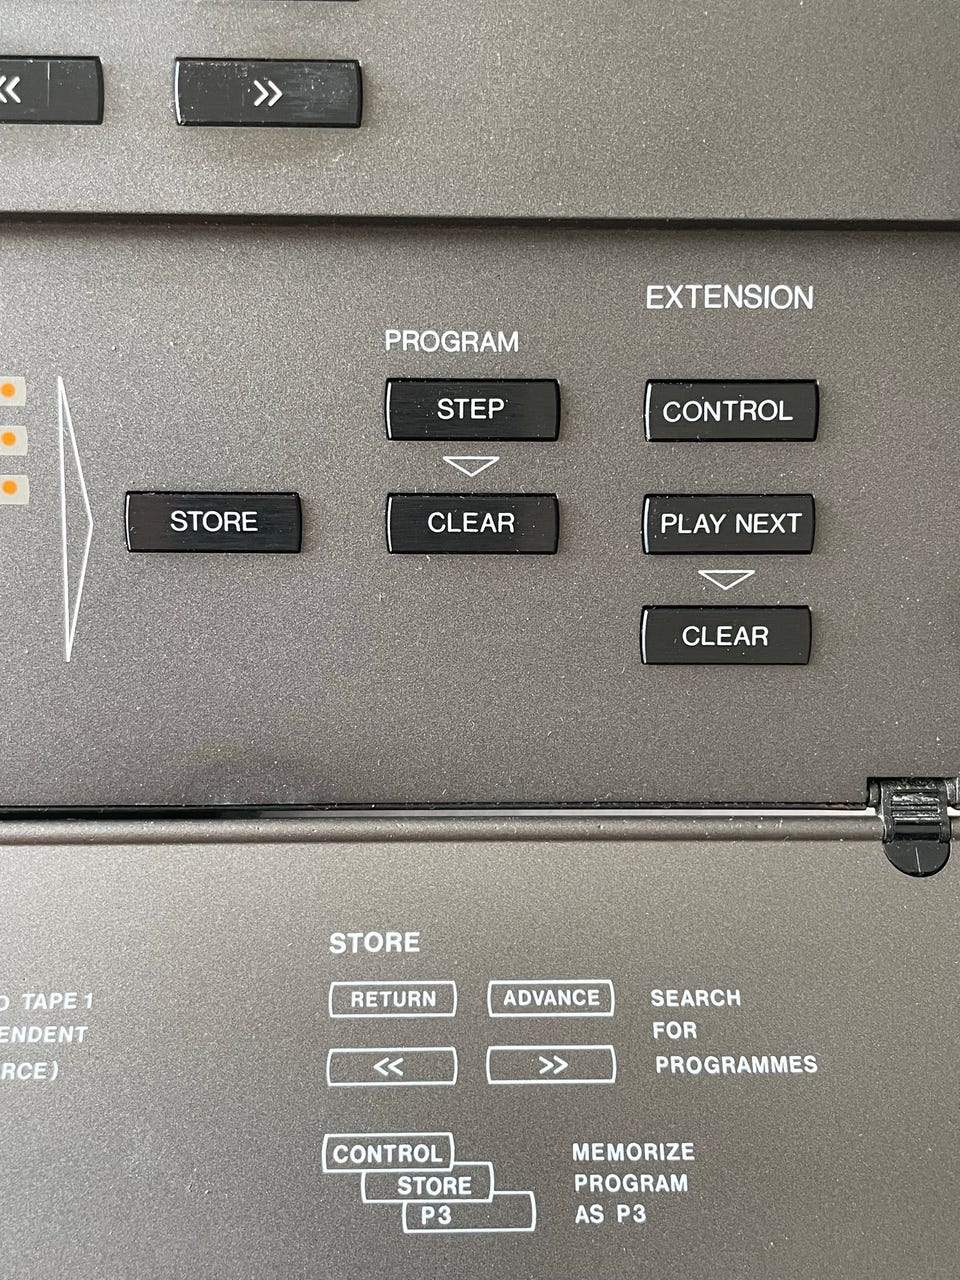 << >>
EXTENSION
PROGRAM
STEP CONTROL
STORE CLEAR PLAY NEXT
CLEAR
STORE
TAPE 1 RETURN ADVANCE SEARCH
FOR
<< >> PROGRAMMES
CONTROL MEMORIZE
STORE PROGRAM
P3 AS P3